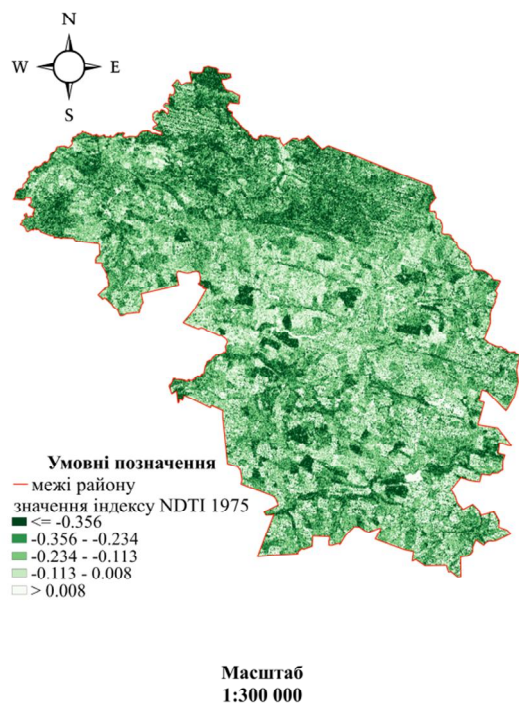 N
W E
S
Умовні позначення
межі району
значення індексу NDTI 1975
<= -0.356
-0.356 - -0.234
-0.234 - -0.113
-0.113 - 0.008
> 0.008
Масштаб
1:300 000